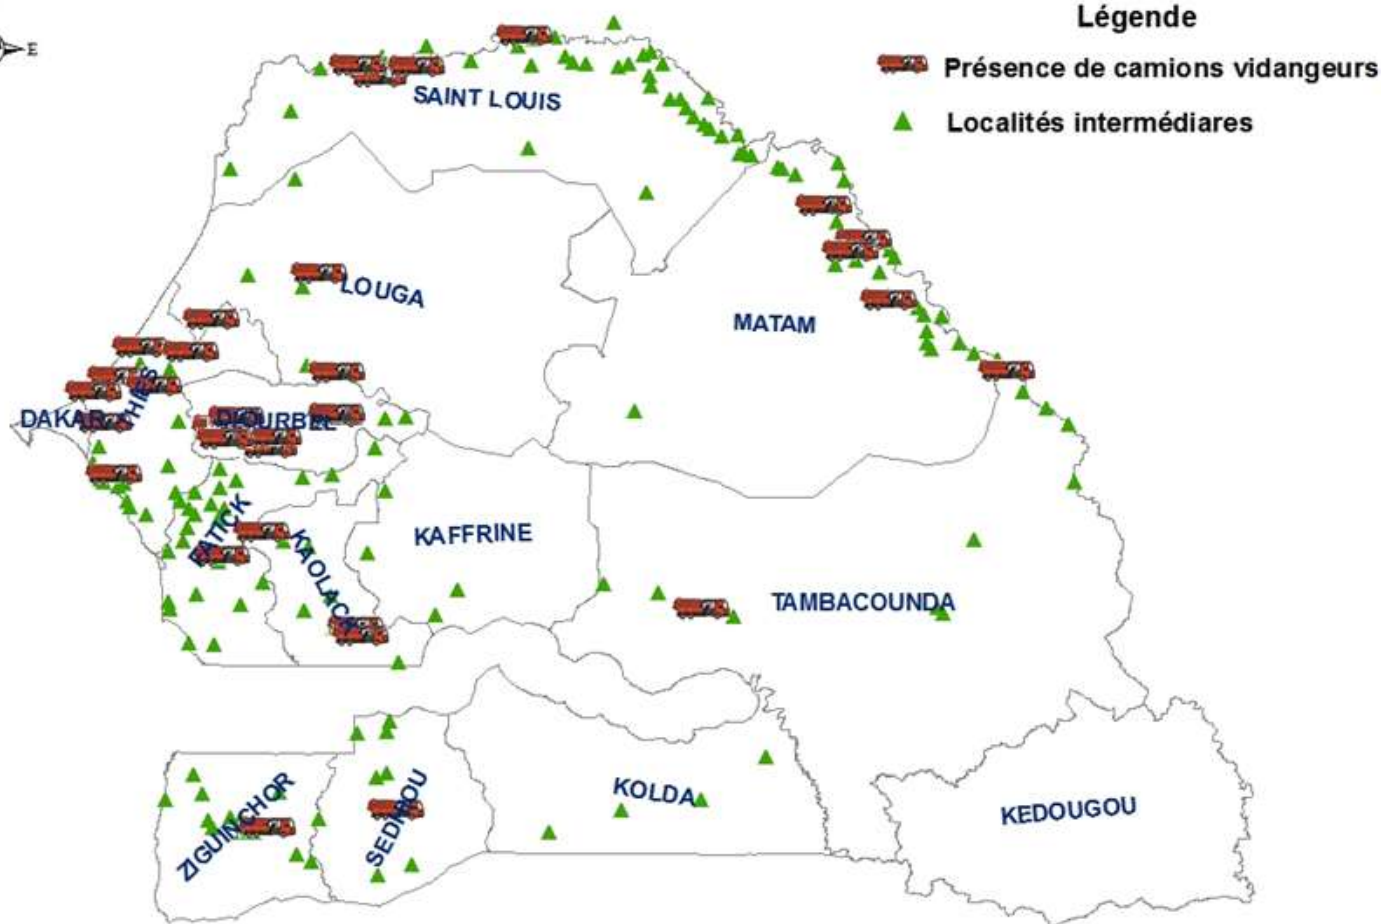 Légende
E
Présence de camions vidangeurs
Localités intermédiares
SAINT LOUIS
LOUGA
MATAM
THIES
DAKAR
DIOURBEL
FATICK
KAOLACK
KAFFRINE
TAMBACOUNDA
ZIGUINCHOR
SEDHIOU
KOLDA
KEDOUGOU